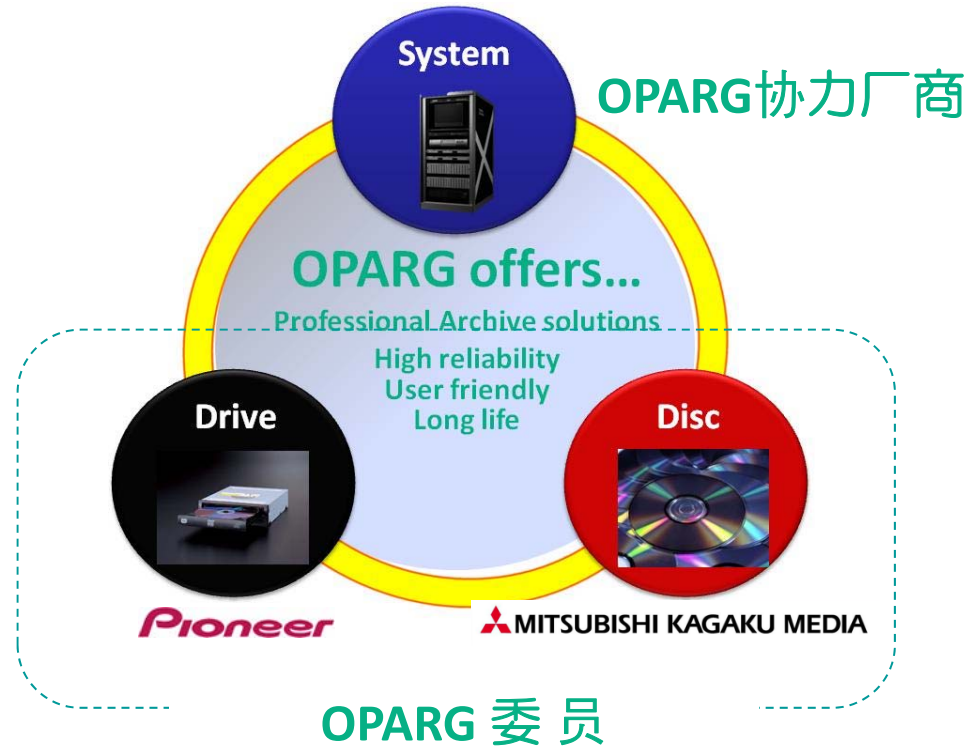 System
OPARG协力厂商
OPARG offers...
Professional Archive solutions
High reliability
User friendly
Long life
Drive
Disc
Pioneer
MITSUBISHI KAGAKU MEDIA
OPARG 委 员